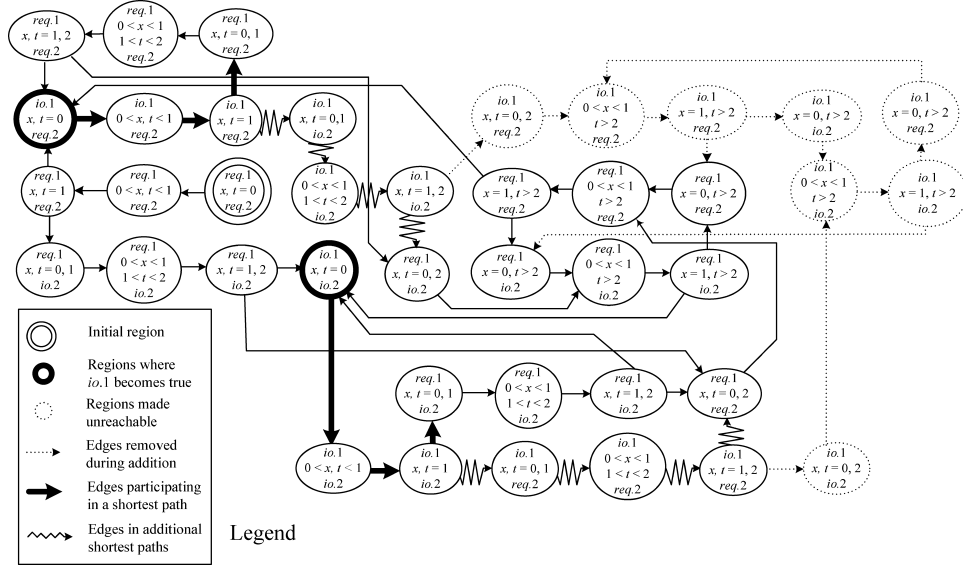 req.1
x, t = 1, 2
req.2
req.1
0 < x < 1
1 < t < 2
req.2
req.1
x, t = 0, 1
req.2
io.1
x, t = 0
req.2
io.1
0 < x, t < 1
req.2
io.1
x, t = 1
req.2
io.1
x, t = 0,1
io.2
io.1
x, t = 0, 2
req.2
io.1
0 < x < 1
t > 2
req.2
io.1
x = 1, t > 2
req.2
io.1
x = 0, t > 2
io.2
io.1
x = 0, t > 2
req.2
req.1
x, t = 1
req.2
req.1
0 < x, t < 1
req.2
req.1
x, t = 0
req.2
io.1
0 < x < 1
1 < t < 2
io.2
io.1
x, t = 1, 2
io.2
req.1
x = 1, t > 2
req.2
req.1
0 < x < 1
t > 2
req.2
req.1
x = 0, t > 2
req.2
io.1
0 < x < 1
t > 2
io.2
io.1
x = 1, t > 2
io.2
req.1
x, t = 0, 1
io.2
req.1
0 < x < 1
1 < t < 2
io.2
req.1
x, t = 1, 2
io.2
io.1
x, t = 0
io.2
req.1
x, t = 0, 2
io.2
req.1
x = 0, t > 2
io.2
req.1
0 < x < 1
t > 2
io.2
req.1
x = 1, t > 2
io.2
req.1
x, t = 0, 1
io.2
req.1
0 < x < 1
1 < t < 2
io.2
req.1
x, t = 1, 2
io.2
req.1
x, t = 0, 2
req.2
io.1
0 < x, t < 1
io.2
io.1
x, t = 1
io.2
io.1
x, t = 0, 1
req.2
io.1
0 < x < 1
1 < t < 2
req.2
io.1
x, t = 1, 2
req.2
io.1
x, t = 0, 2
io.2
Initial region
Regions where
io.1 becomes true
Regions made
unreachable
Edges removed
during addition
Edges participating
in a shortest path
Edges in additional
shortest paths
Legend